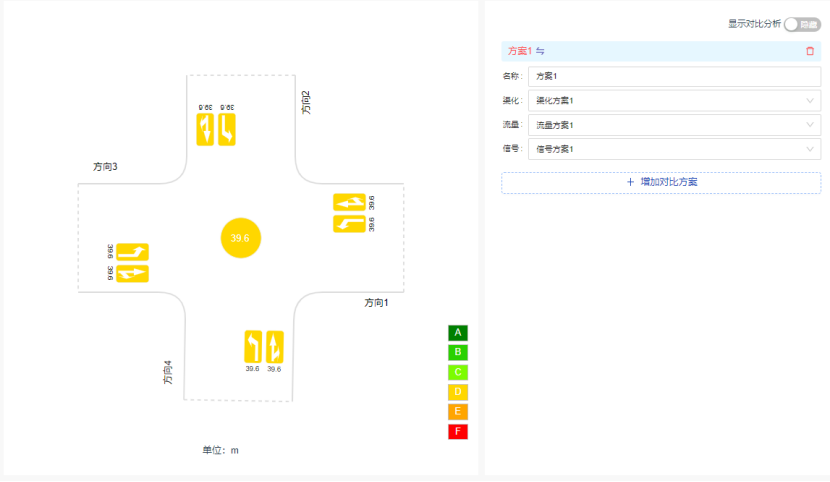 显示对比分析 隐藏
方案1
名称: 方案1
渠化: 渠化方案1
流量: 流量方案1
信号: 信号方案1
+ 增加对比方案
方向2
39.6 39.6
方向3
39.6
39.6
39.6
39.6
39.6
方向1
39.6 39.6
方向4
A
B
C
D
E
F
单位: m